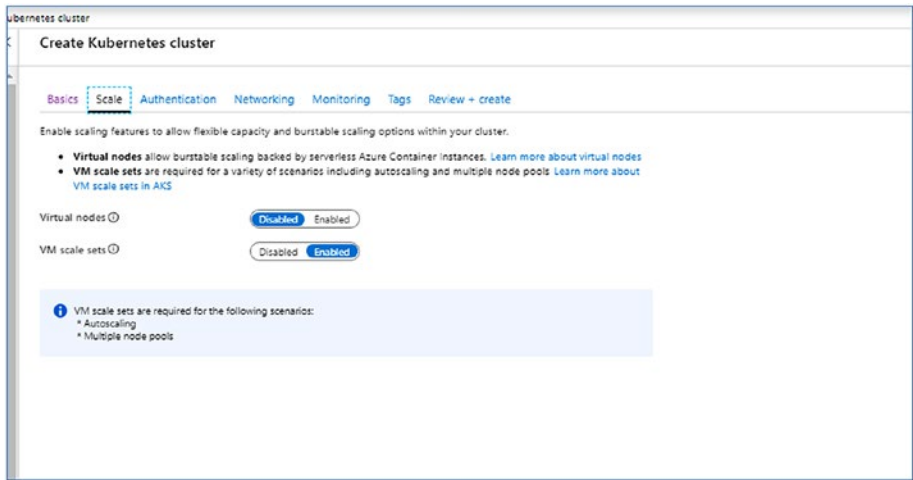 ubernetes cluster
Create Kubernetes cluster
Basics Scale Authentication Networking Monitoring Tags Review + create
Enable scaling features to allow flexible capacity and burstable scaling options within your cluster.
• Virtual nodes allow burstable scaling backed by serverless Azure Container Instances. Learn more about virtual nodes
• VM scale sets are required for a variety of scenarios including autoscaling and multiple node pools Learn more about
VM scale sets in AKS
Virtual nodes Disabled Enabled
VM scale sets Disabled Enabled
VM scale sets are required for the following scenarios:
* Autoscaling
* Multiple node pools